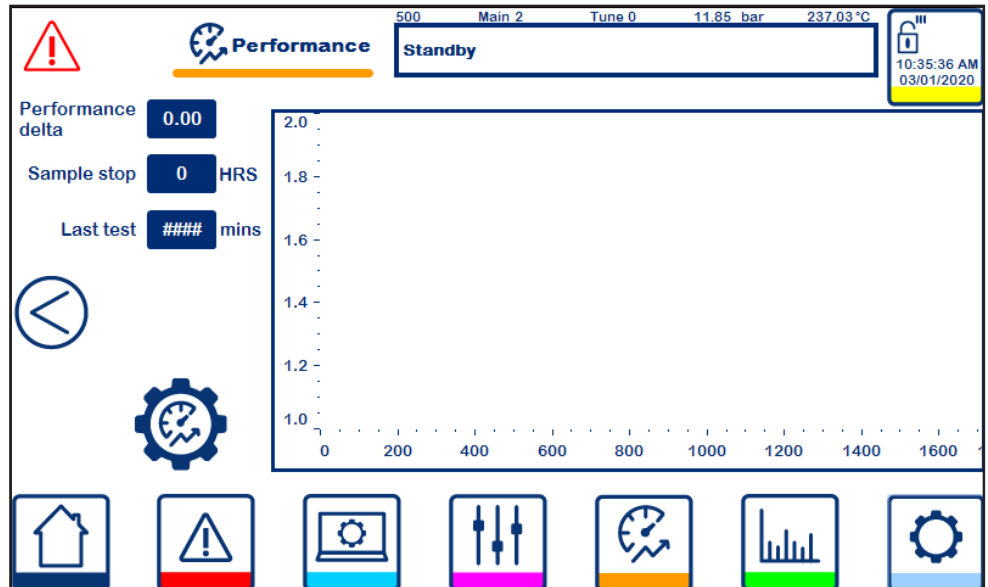 500 Main 2 Tune 0 11.85 bar 237.03 °C
Performance
Standby
10:35:36 AM
03/01/2020
Performance
delta
0.00
Sample stop 0 HRS
Last test #### mins
2.0
1.8
1.6
1.4
1.2
1.0
0 200 400 600 800 1000 1200 1400 1600